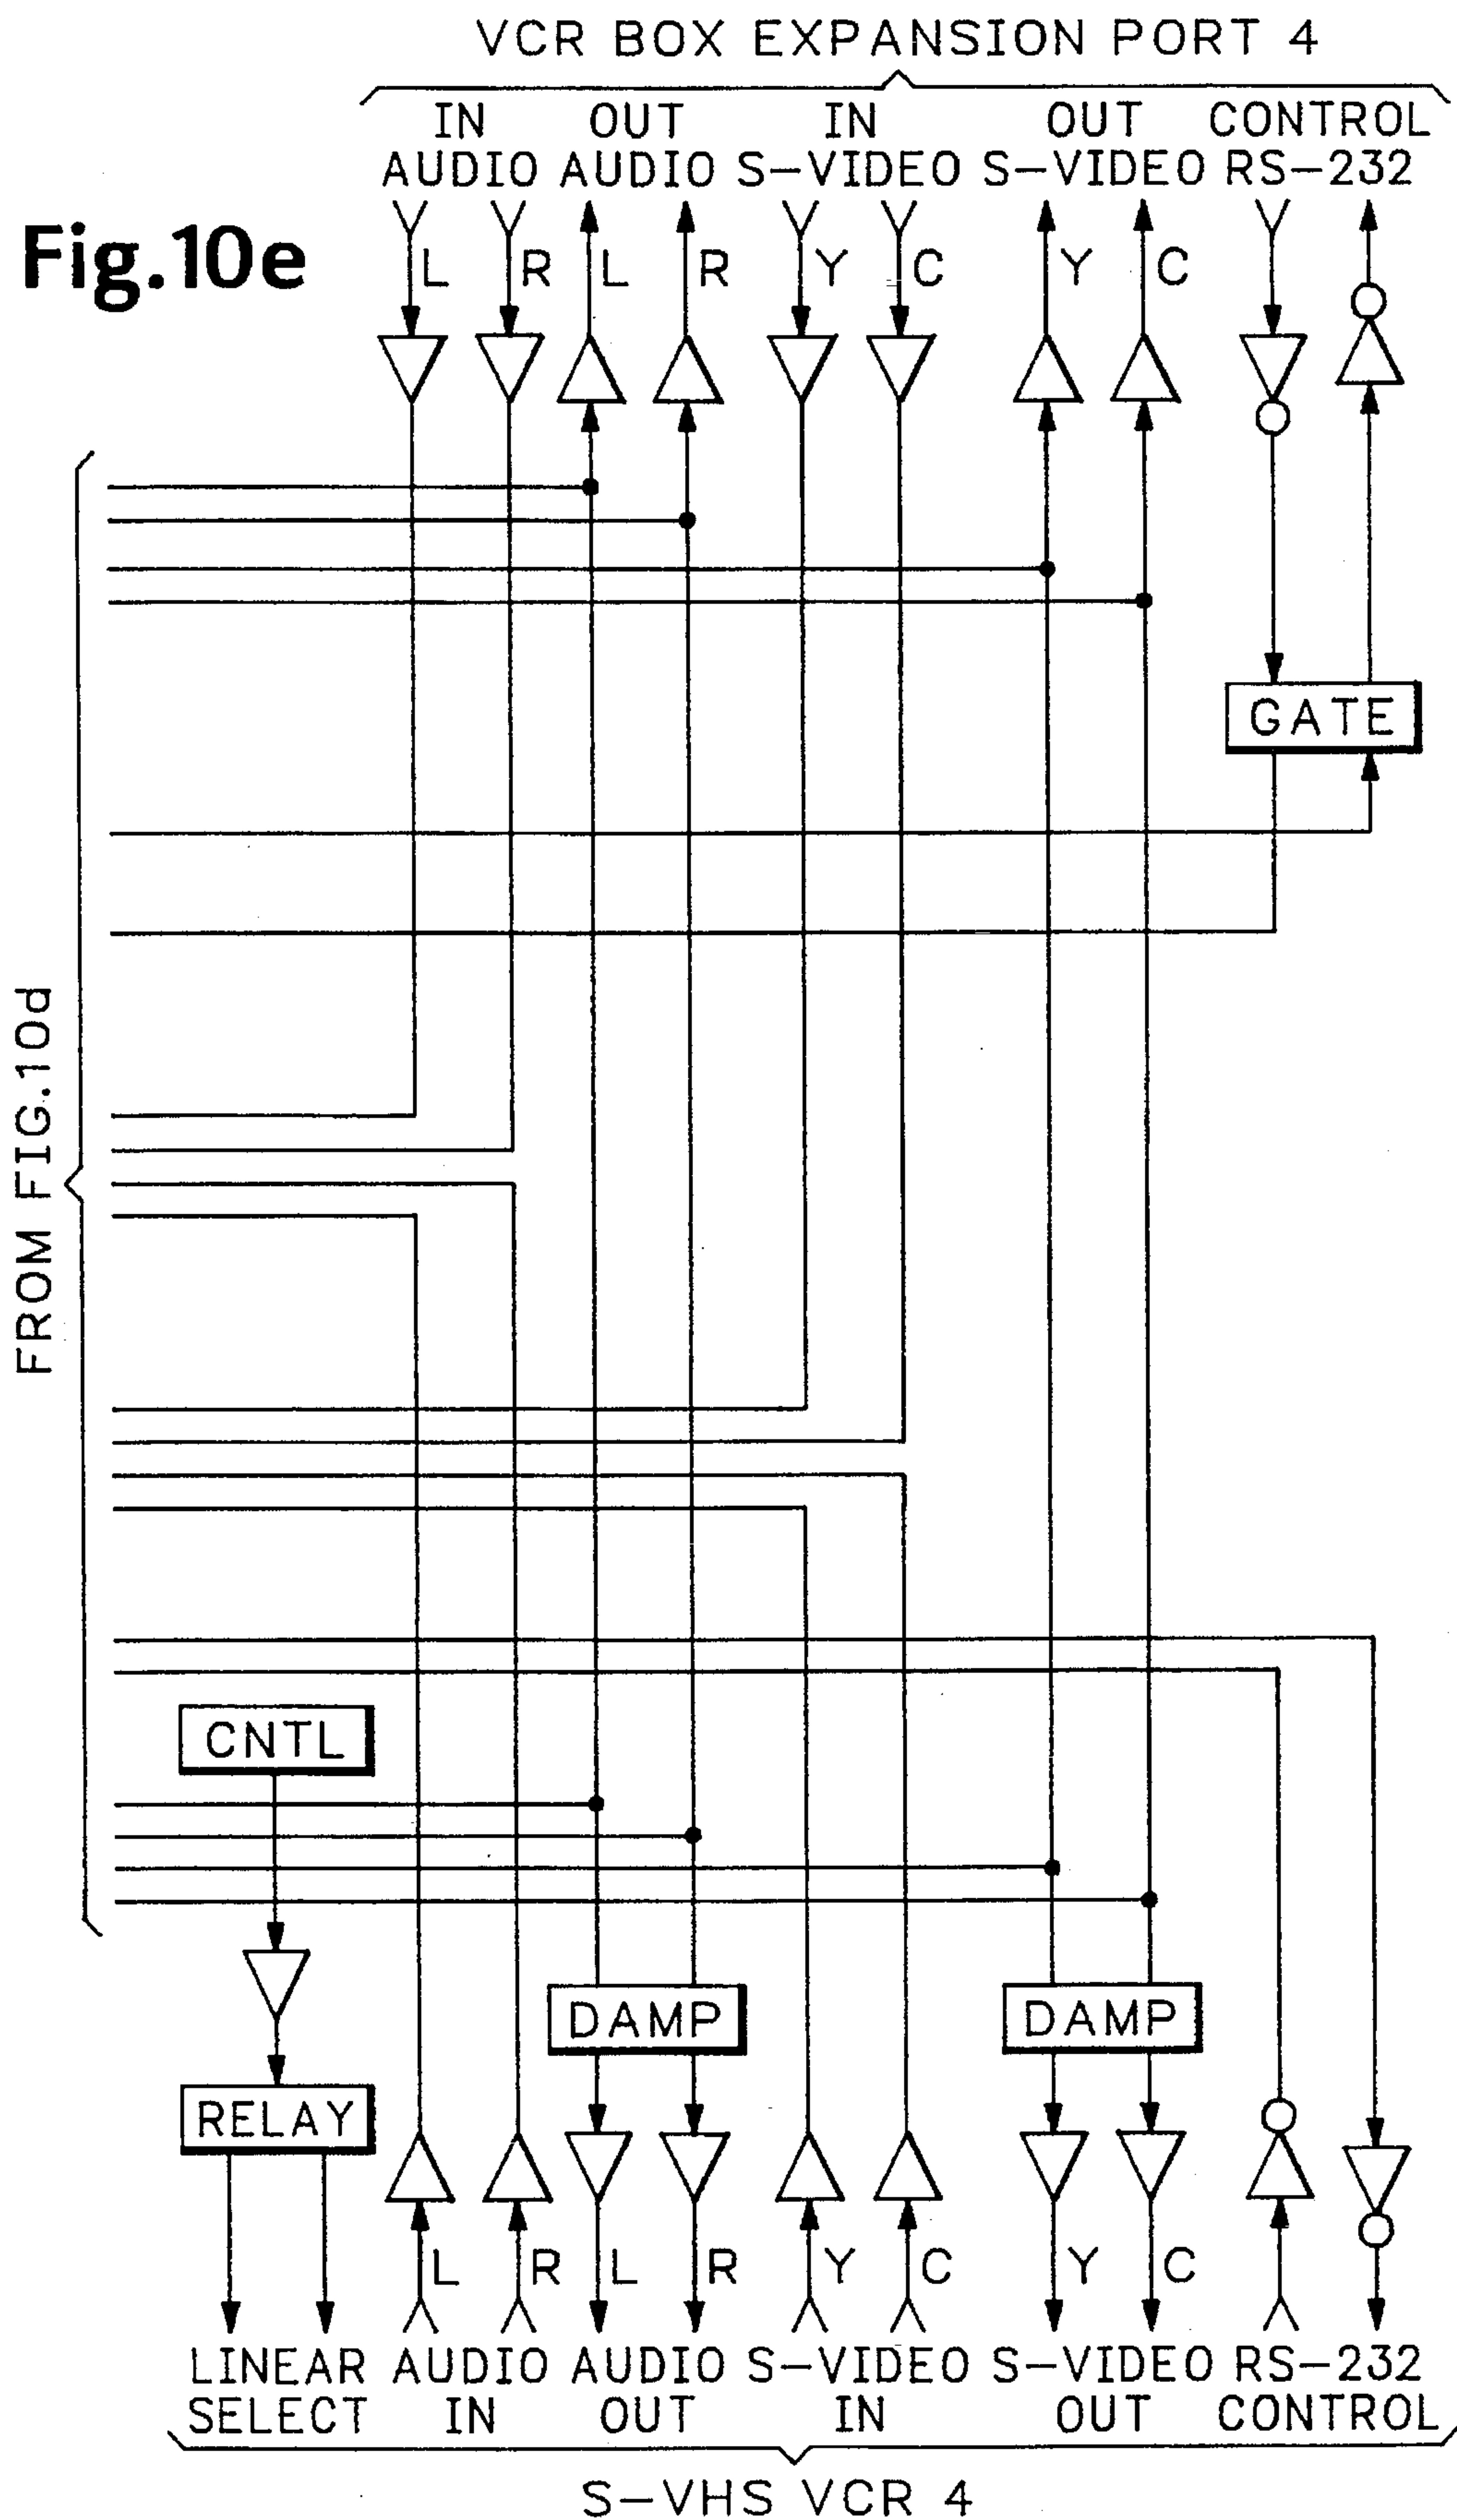 VCR BOX EXPANSION PORT 4
IN OUT IN OUT CONTROL
AUDIO AUDIO S-VIDEO S-VIDEO RS-232
Fig.10e
L R L R Y C Y C
GATE
FROM FIG.10d
CNTL
DAMP DAMP
RELAY
L R L R Y C Y C
LINEAR AUDIO AUDIO S-VIDEO S-VIDEO RS-232
SELECT IN OUT IN OUT CONTROL
S-VHS VCR 4